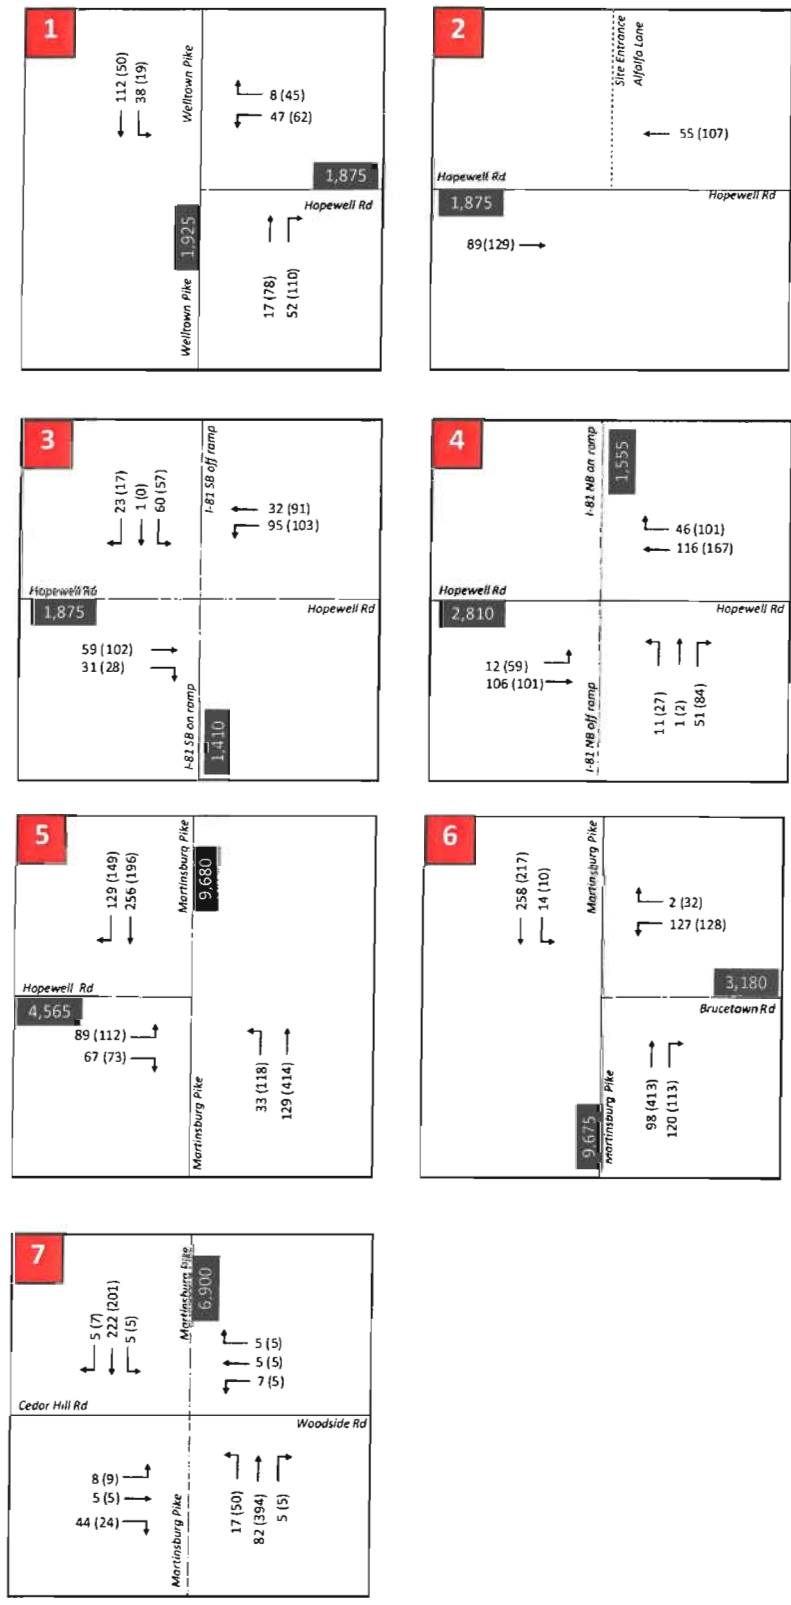 1
112 (50)
38 (19)
Welltown Pike
8 (45)
47 (62)
1,875
Hopewell Rd
1,925
Welltown Pike
17 (78)
52 (110)
2
Site Entrance
Alfalfa Lane
55 (107)
Hopewell Rd
1,875
Hopewell Rd
89(129)
3
23 (17)
1 (0)
60 (57)
I-81 SB off ramp
32 (91)
95 (103)
Hopewell Rd
1,875
Hopewell Rd
59 (102)
31 (28)
I-81 SB on ramp
1,410
4
I-81 NB on ramp
1,555
46 (101)
116 (167)
Hopewell Rd
2,810
Hopewell Rd
12 (59)
106 (101)
I-81 NB off ramp
11 (27)
1 (2)
51 (84)
5
129 (149)
256 (196)
Martinsburg Pike
9,680
Hopewell Rd
4,565
89 (112)
67 (73)
Martinsburg Pike
33 (118)
129 (414)
6
258 (217)
14 (10)
Martinsburg Pike
2 (32)
127 (128)
3,180
Brucetown Rd
9,675
Martinsburg Pike
98 (413)
120 (113)
7
5 (7)
222 (201)
5 (5)
Martinsburg Pike
6,900
5 (5)
5 (5)
7 (5)
Cedar Hill Rd
Woodside Rd
8 (9)
5 (5)
44 (24)
Martinsburg Pike
17 (50)
82 (394)
5 (5)